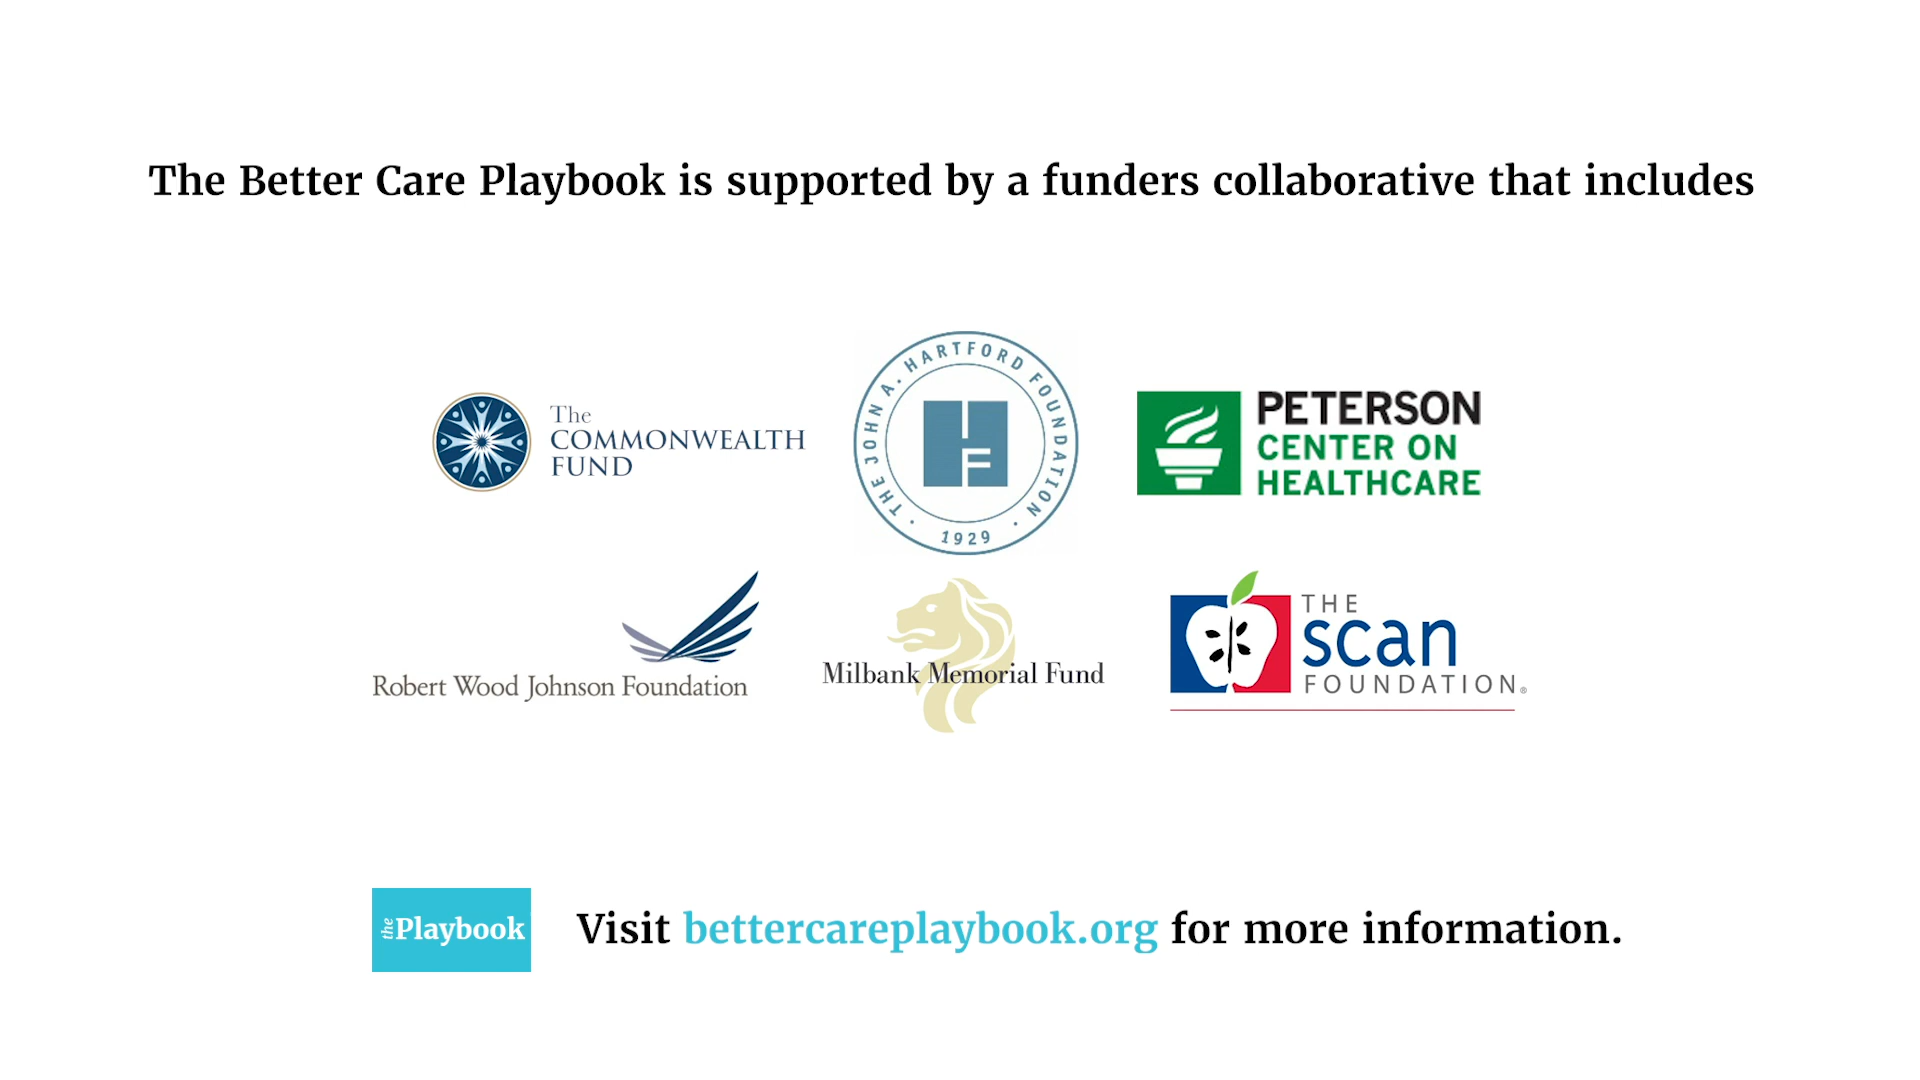 The Better Care Playbook is supported by a funders collaborative that includes
The
COMMONWEALTH
FUND
· THE JOHN A. HARTFORD FOUNDATION ·
1929
HF
PETERSON
CENTER ON
HEALTHCARE
Robert Wood Johnson Foundation
Milbank Memorial Fund
THE
scan
FOUNDATION®
the Playbook
Visit bettercareplaybook.org for more information.